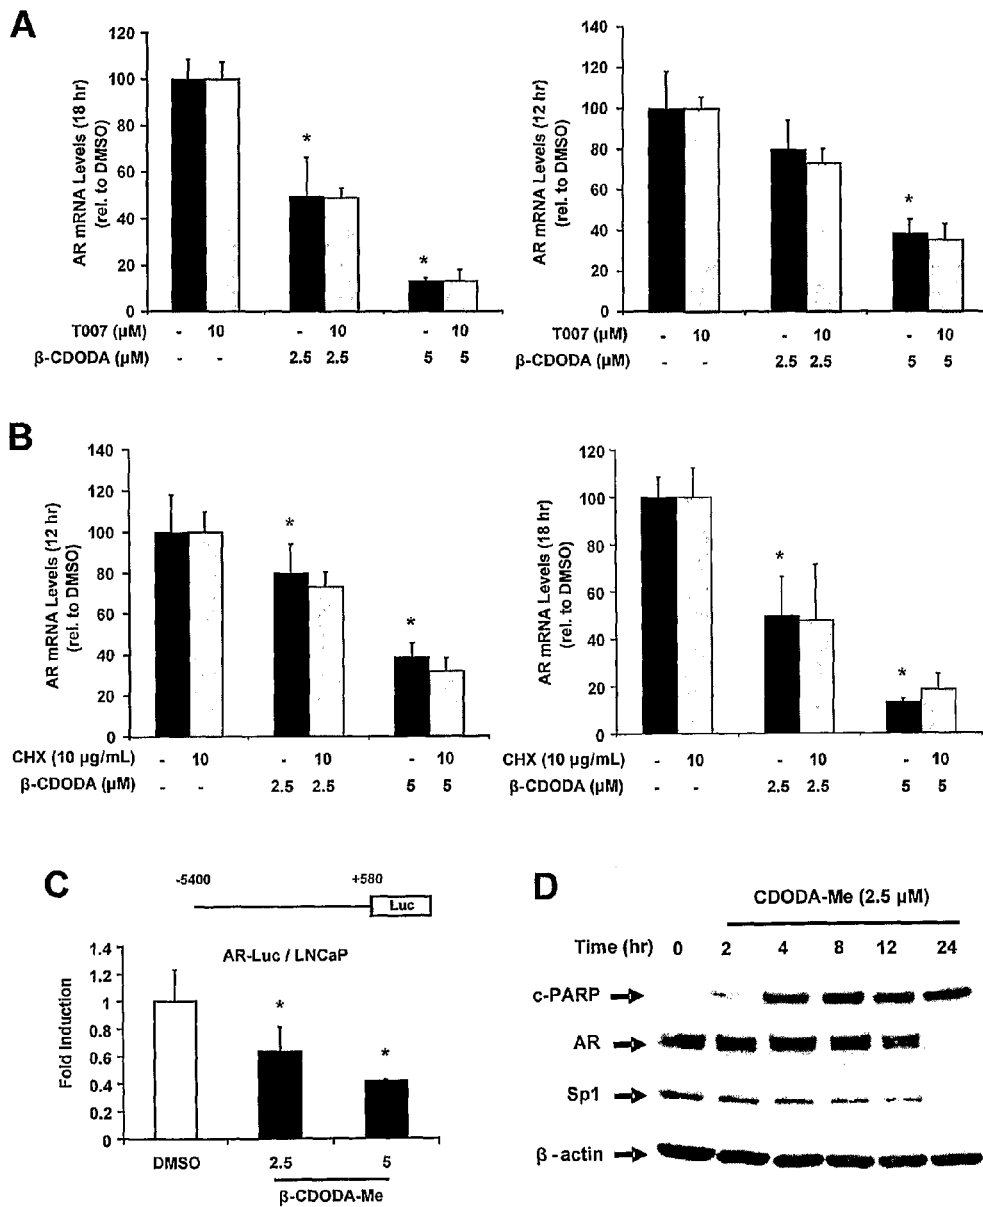 A
AR mRNA Levels (18 hr)
(rel. to DMSO)
120
100
80
60
40
20
0
T007 (µM) - 10 - 10 - 10
β-CDODA (µM) - - 2.5 2.5 5 5
AR mRNA Levels (12 hr)
(rel. to DMSO)
140
120
100
80
60
40
20
0
* *
*
T007 (µM) - 10 - 10 - 10
β-CDODA (µM) - - 2.5 2.5 5 5
B
AR mRNA Levels (12 hr)
(rel. to DMSO)
140
120
100
80
60
40
20
0
* *
CHX (10 µg/mL) - 10 - 10 - 10
β-CDODA (µM) - - 2.5 2.5 5 5
AR mRNA Levels (18 hr)
(rel. to DMSO)
120
100
80
60
40
20
0
* *
CHX (10 µg/mL) - 10 - 10 - 10
β-CDODA (µM) - - 2.5 2.5 5 5
C
-5400 +580
Luc
AR-Luc / LNCaP
Fold Induction
1.4
1.2
1
0.8
0.6
0.4
0.2
0
* *
DMSO 2.5 5
β-CDODA-Me
D
CDODA-Me (2.5 µM)
Time (hr) 0 2 4 8 12 24
c-PARP
AR
Sp1
β-actin